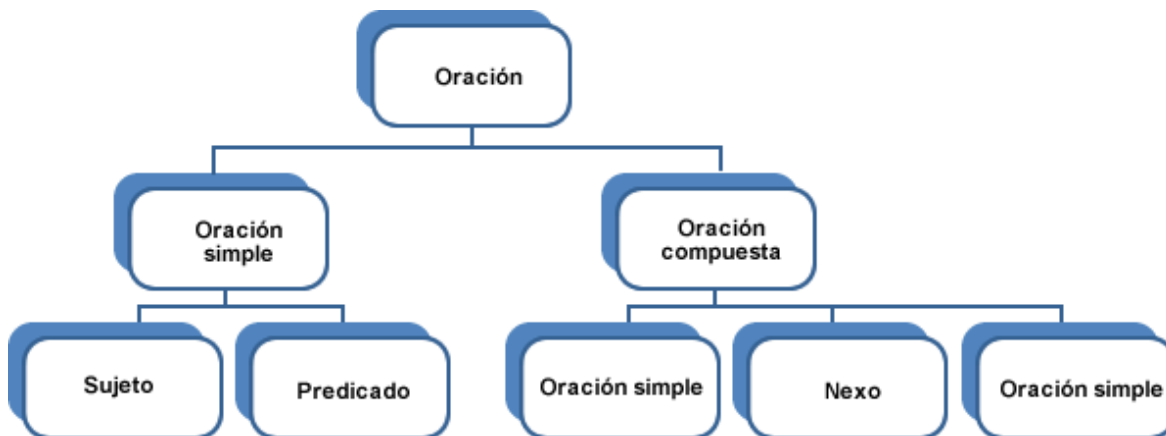 Oración
Oración
simple
Oración
compuesta
Sujeto
Predicado
Oración simple
Nexo
Oración simple